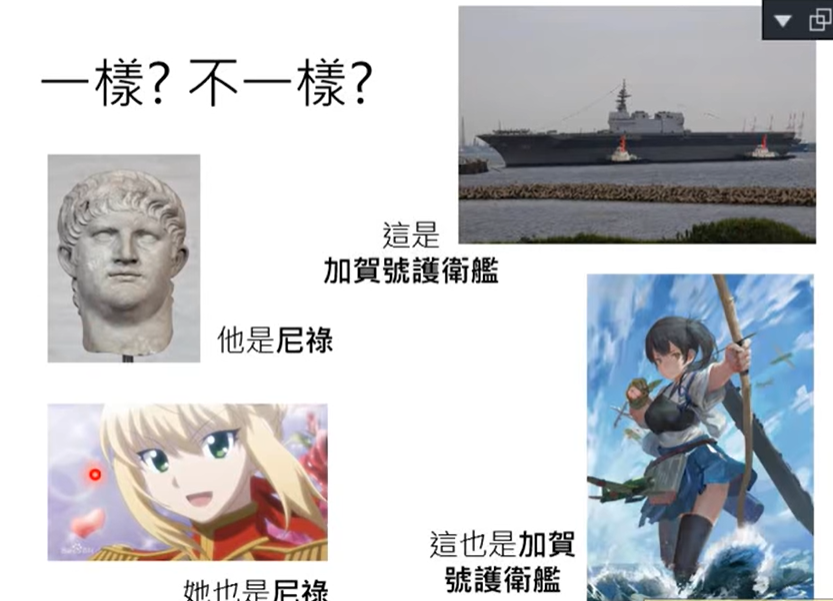 一樣? 不一樣?
這是
加賀號護衛艦
他是尼祿
這也是加賀
號護衛艦
她也是尼祿